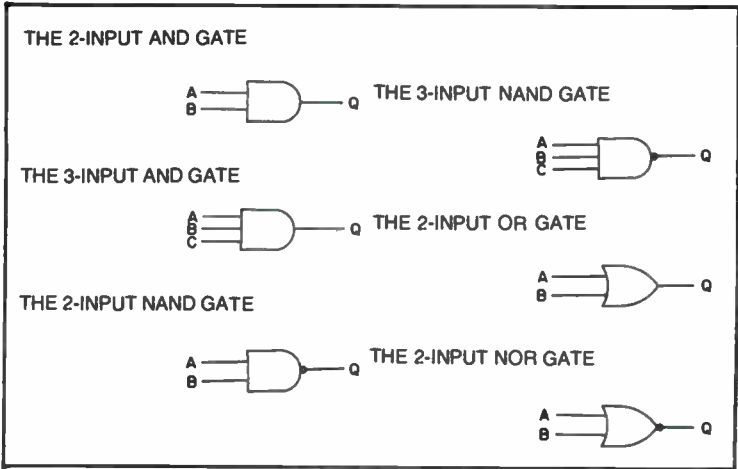 THE 2-INPUT AND GATE
A
B
Q
THE 3-INPUT AND GATE
A
B
C
Q
THE 2-INPUT NAND GATE
A
B
Q
THE 3-INPUT NAND GATE
A
B
C
Q
THE 2-INPUT OR GATE
A
B
Q
THE 2-INPUT NOR GATE
A
B
Q